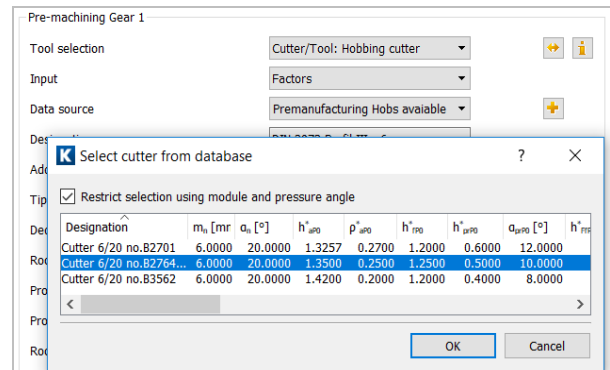 Pre-machining Gear 1
Tool selection Cutter/Tool: Hobbing cutter
Input Factors
Data source Premanufacturing Hobs avaiable
K Select cutter from database ? ×
Restrict selection using module and pressure angle
Designation mₙ [mr αₙ [°] h*aP0 ρ*aP0 h*fP0 h*prP0 αprP0 [°]
Cutter 6/20 no.B2701 6.0000 20.0000 1.3257 0.2700 1.2000 0.6000 12.0000
Cutter 6/20 no.B2764... 6.0000 20.0000 1.3500 0.2500 1.2500 0.5000 10.0000
Cutter 6/20 no.B3562 6.0000 20.0000 1.4200 0.2000 1.2000 0.4000 8.0000
OK Cancel